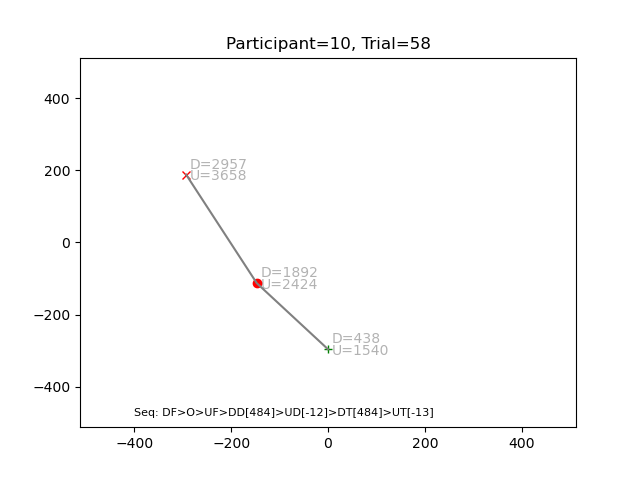 Participant=10, Trial=58
400
200
0
−200
−400
D=2957
U=3658
D=1892
U=2424
D=438
U=1540
Seq: DF>O>UF>DD[484]>UD[-12]>DT[484]>UT[-13]
−400 −200 0 200 400